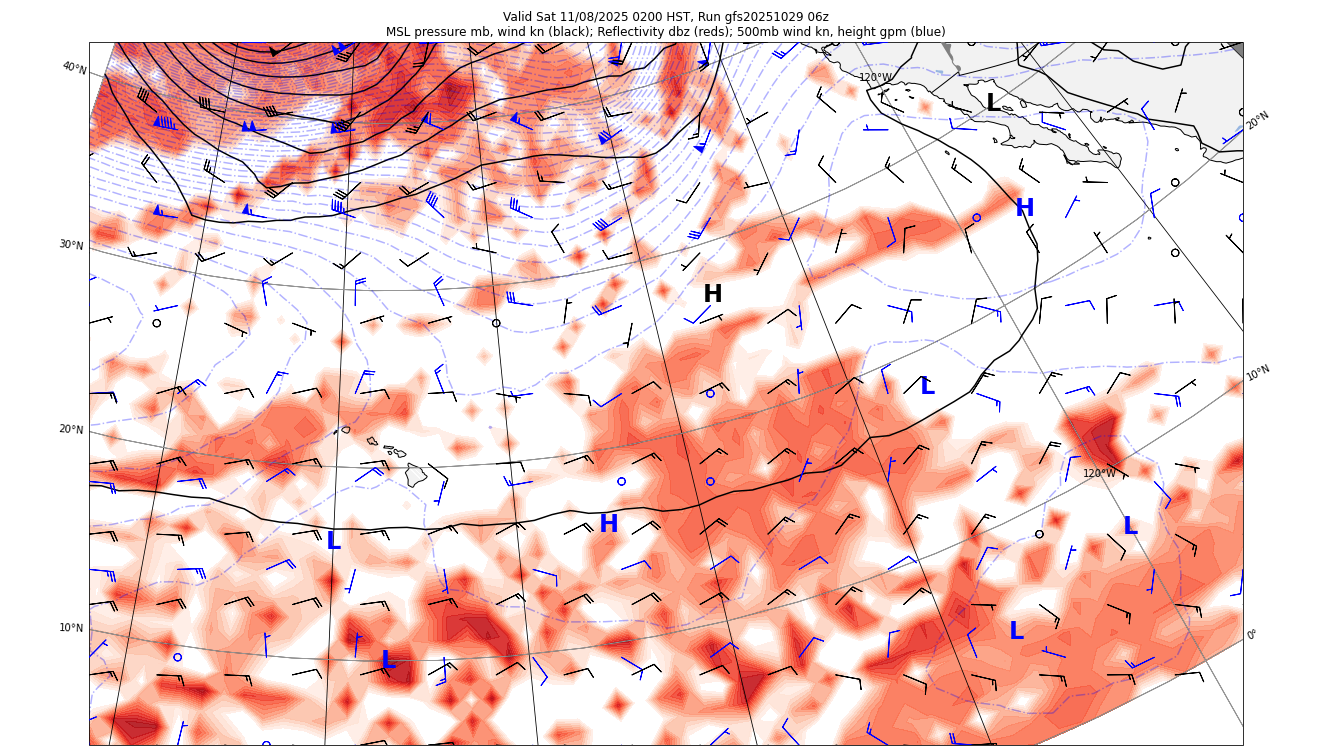 Valid Sat 11/08/2025 0200 HST, Run gfs20251029 06z
MSL pressure mb, wind kn (black); Reflectivity dbz (reds); 500mb wind kn, height gpm (blue)
40°N
120°W
L
20°N
H
30°N
H
10°N
L
20°N
120°W
H
L
L
10°N
L
0°
L